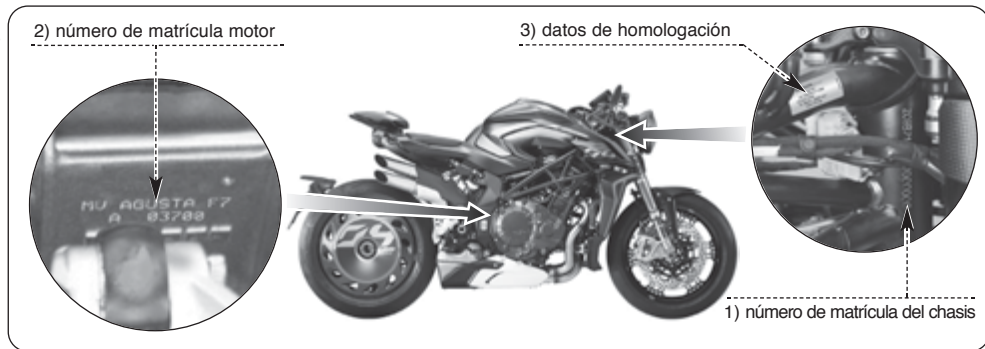 2) número de matrícula motor
3) datos de homologación
MV AGUSTA F7
A 03700
1) número de matrícula del chasis